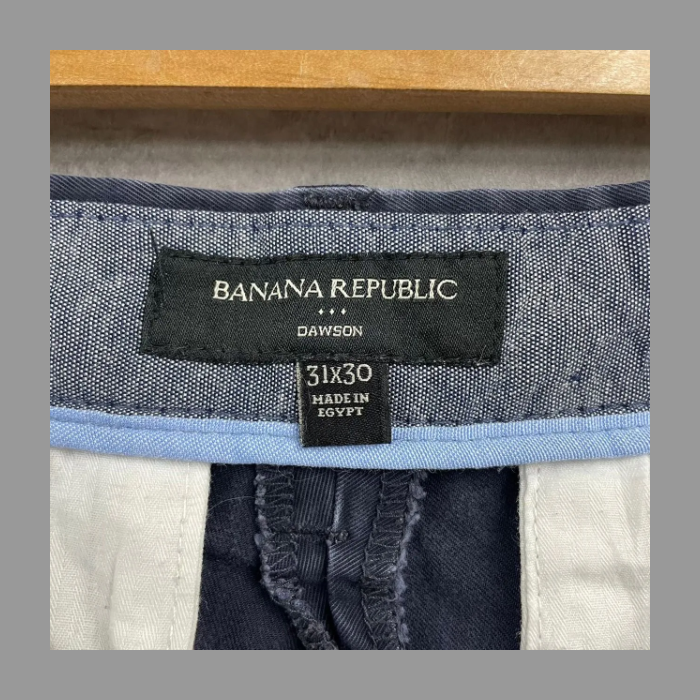 BANANA REPUBLIC
DAWSON
31X30
MADE IN
EGYPT